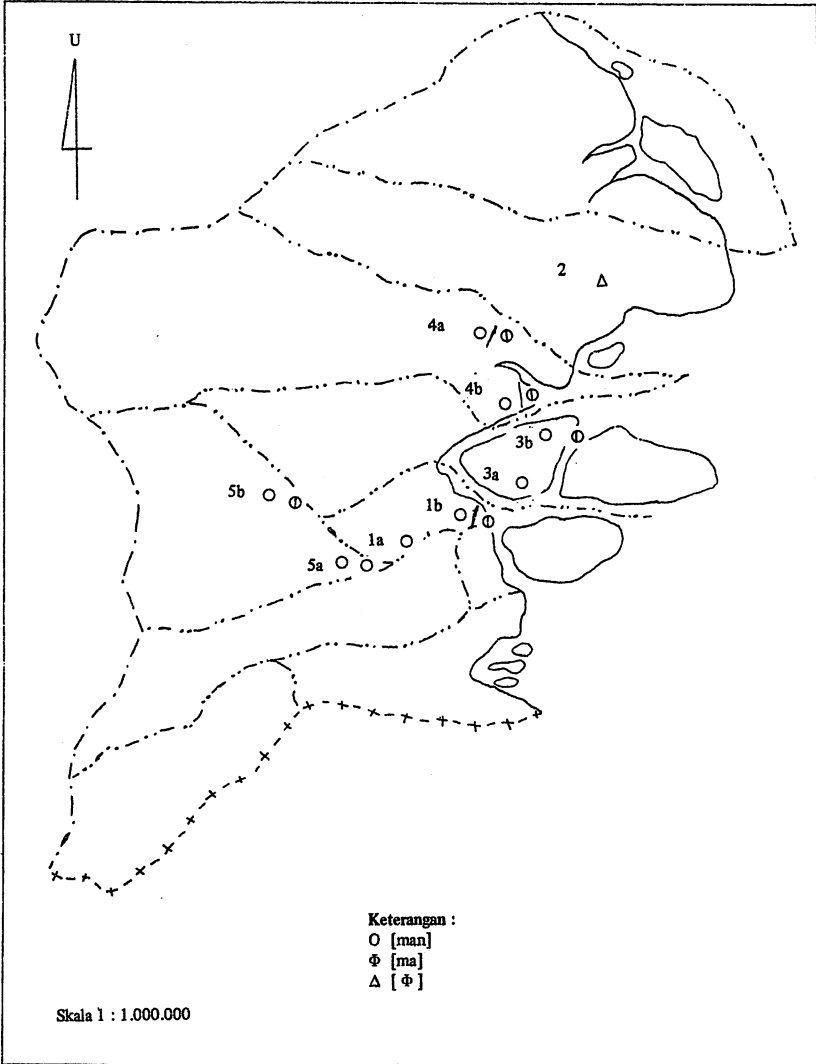 U
2
4a
4b
3b
3a
5b
1b
1a
5a
Keterangan :
O [man]
Φ [ma]
Δ [ Φ ]
Skala 1 : 1.000.000